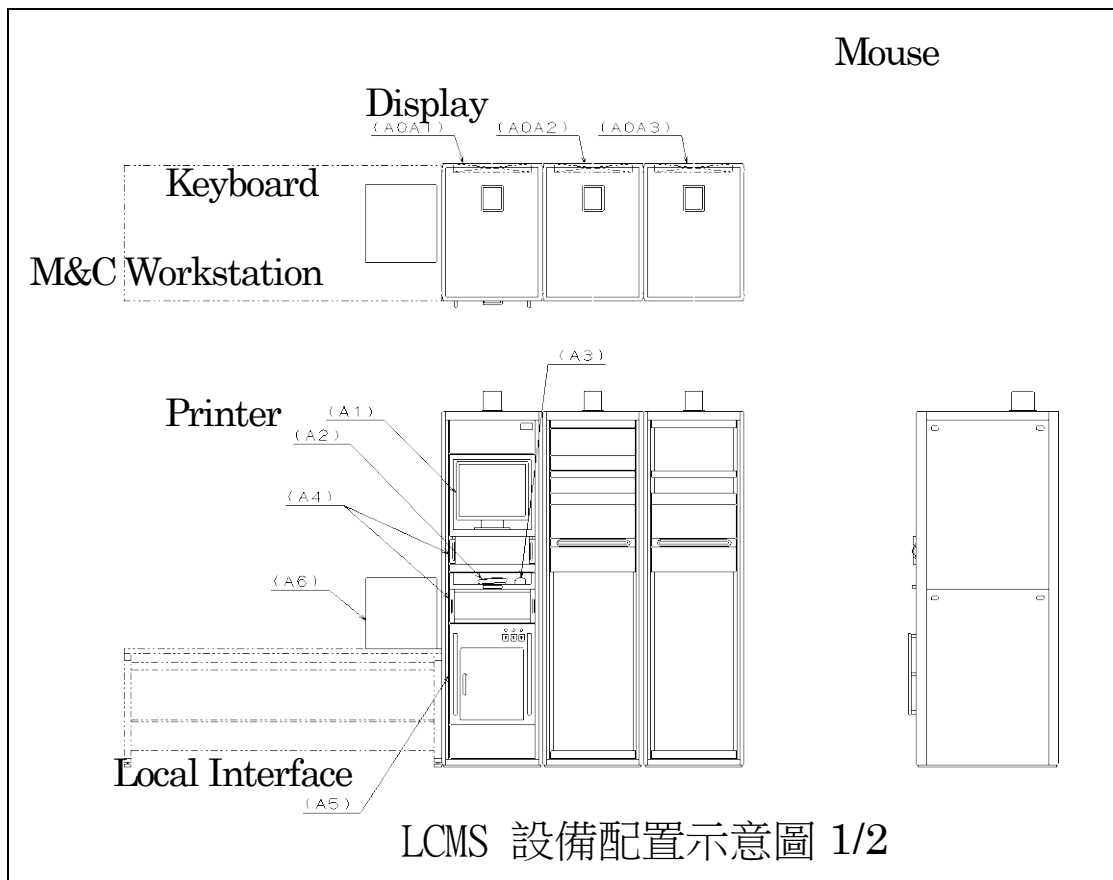 Mouse
Display
(A0A1) (A0A2) (A0A3)
Keyboard
M&C Workstation
(A3)
Printer
(A1)
(A2)
(A4)
(A6)
Local Interface
(A5)
LCMS 設備配置示意圖 1/2